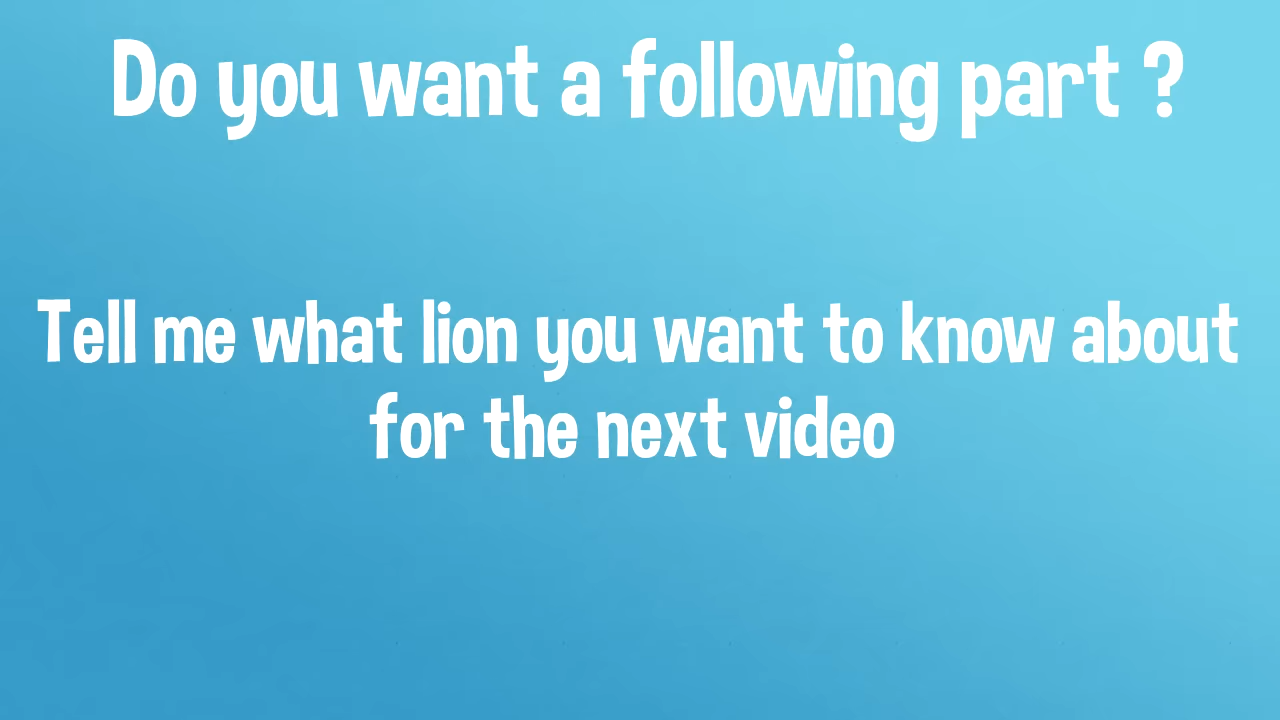 Do you want a following part ?
Tell me what lion you want to know about
for the next video